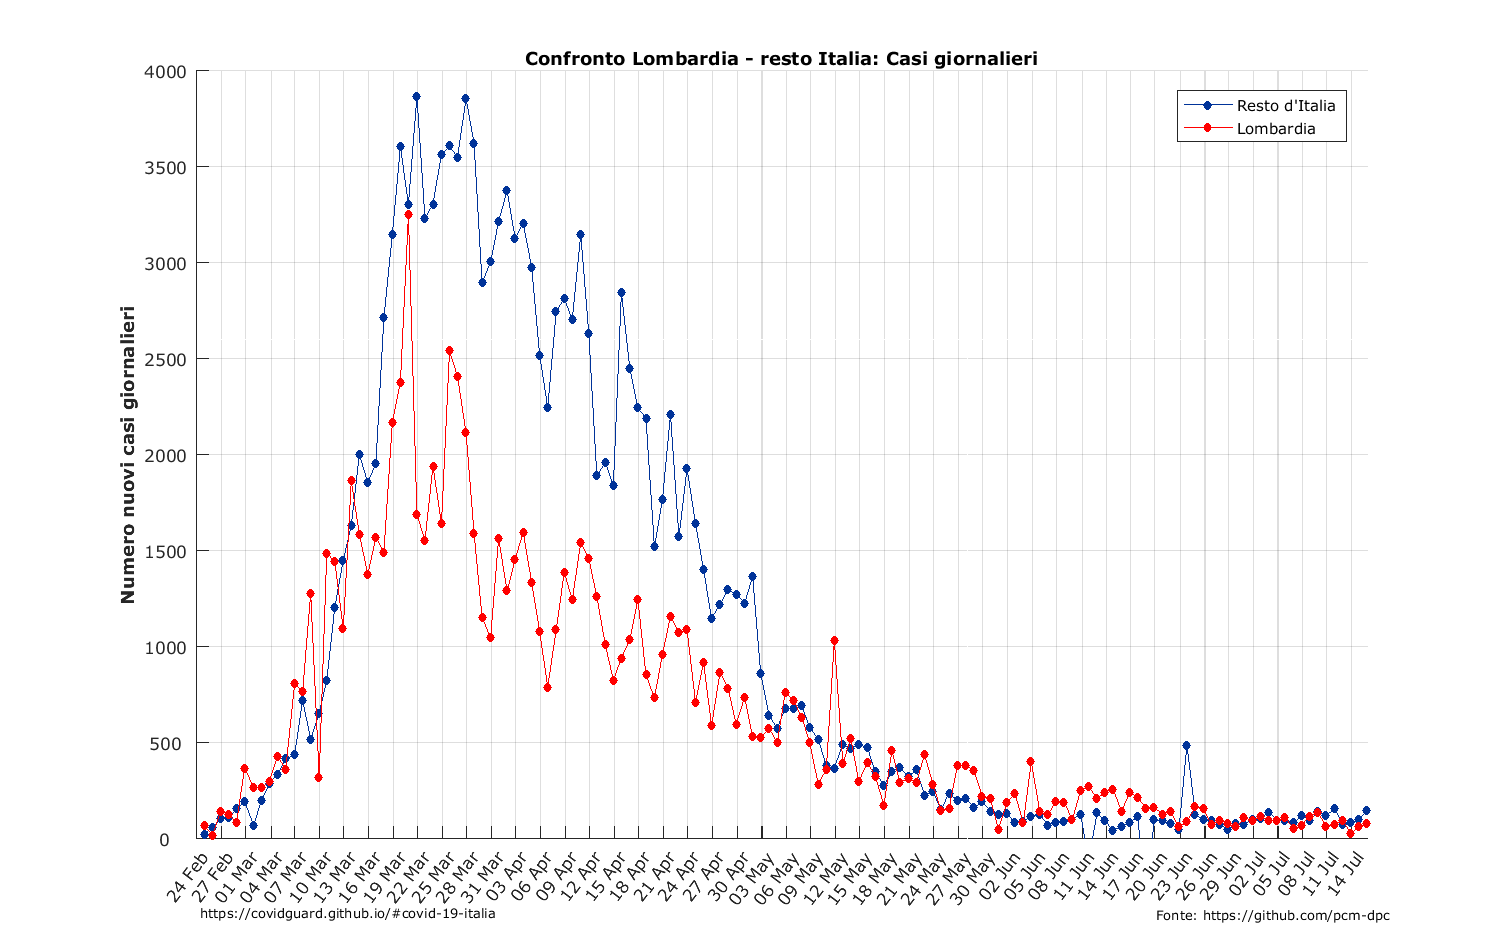 Confronto Lombardia - resto Italia: Casi giornalieri
4000
3500
3000
2500
2000
1500
1000
500
0
Numero nuovi casi giornalieri
Resto d'Italia
Lombardia
24 Feb
27 Feb
01 Mar
04 Mar
07 Mar
10 Mar
13 Mar
16 Mar
19 Mar
22 Mar
25 Mar
28 Mar
31 Mar
03 Apr
06 Apr
09 Apr
12 Apr
15 Apr
18 Apr
21 Apr
24 Apr
27 Apr
30 Apr
03 May
06 May
09 May
12 May
15 May
18 May
21 May
24 May
27 May
30 May
02 Jun
05 Jun
08 Jun
11 Jun
14 Jun
17 Jun
20 Jun
23 Jun
26 Jun
29 Jun
02 Jul
05 Jul
08 Jul
11 Jul
14 Jul
https://covidguard.github.io/#covid-19-italia
Fonte: https://github.com/pcm-dpc